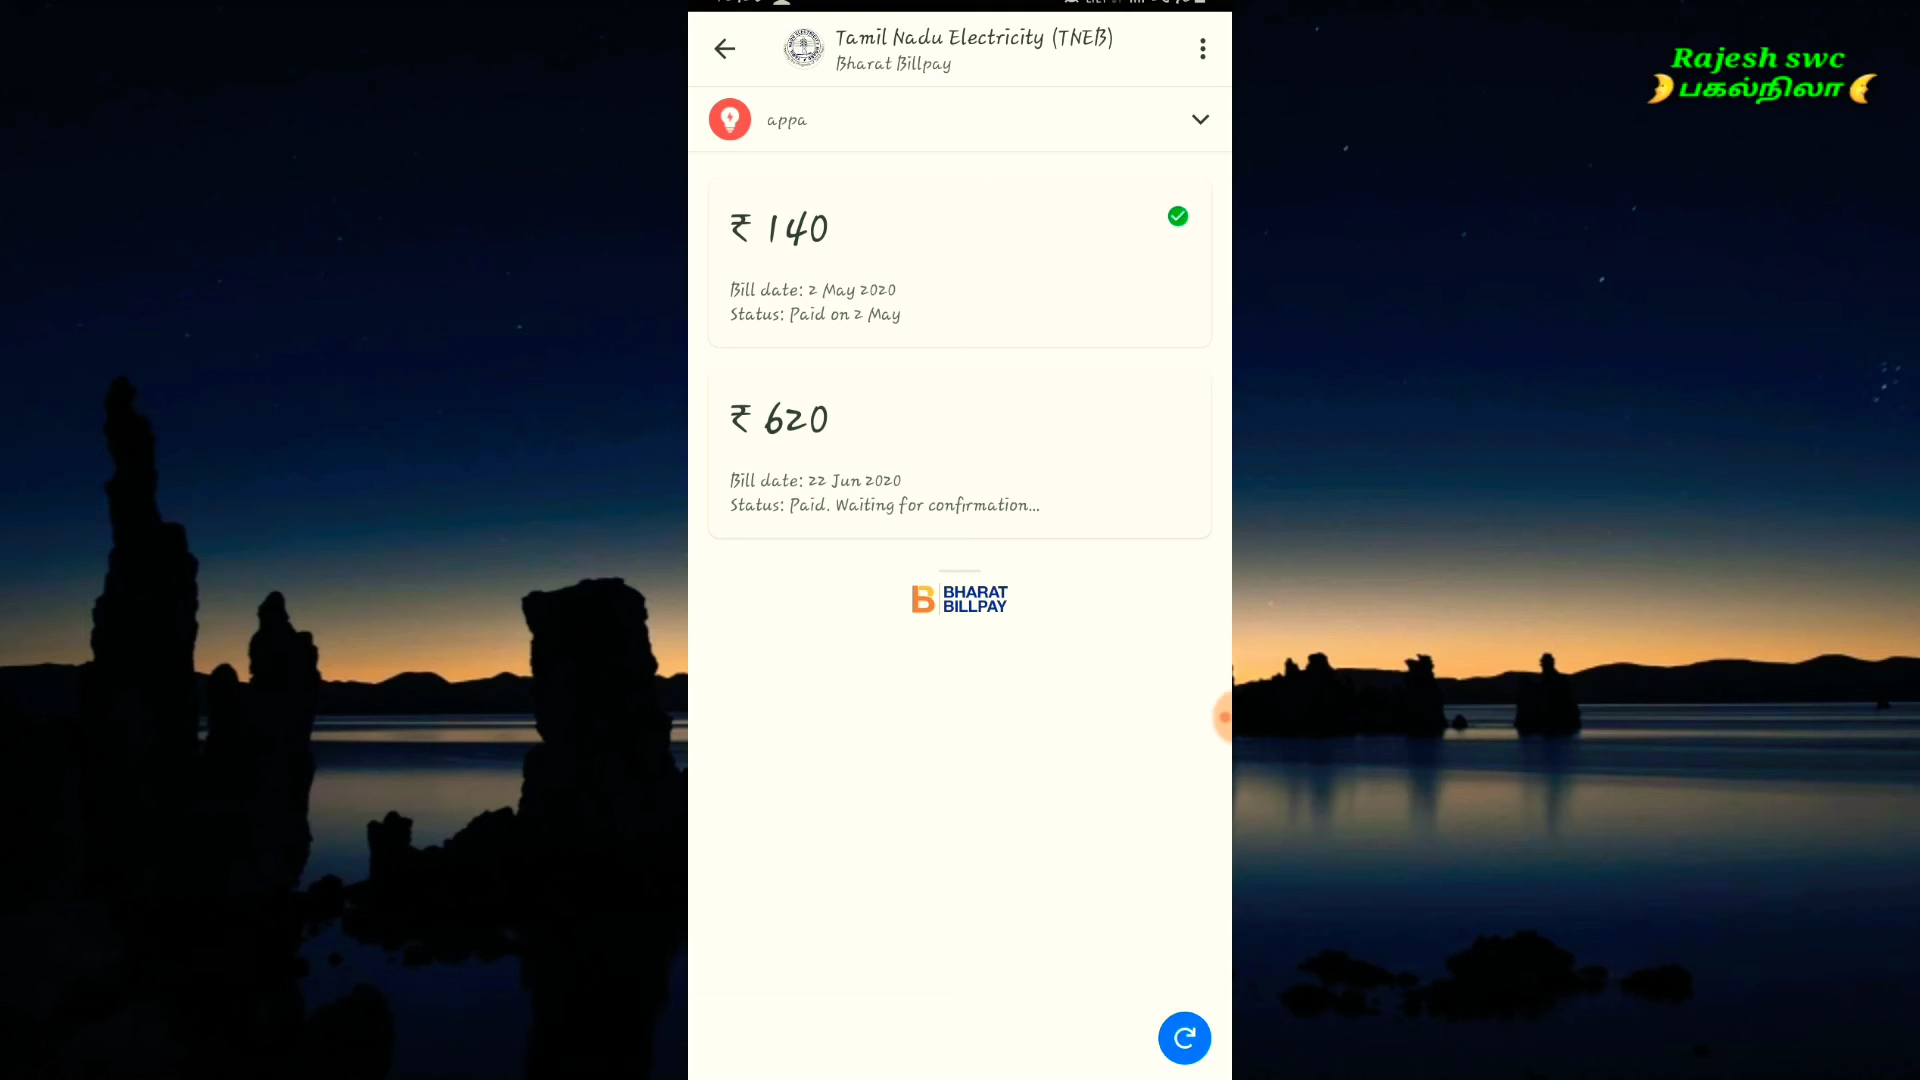 Tamil Nadu Electricity (TNEB)
Bharat Billpay
Rajesh swc
பகல்நிலா
appa
₹ 140
Bill date: 2 May 2020
Status: Paid on 2 May
₹ 620
Bill date: 22 Jun 2020
Status: Paid. Waiting for confirmation...
B BHARAT
BILLPAY